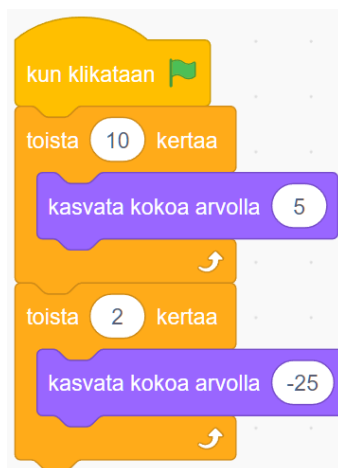 kun klikataan
toista 10 kertaa
kasvata kokoa arvolla 5
toista 2 kertaa
kasvata kokoa arvolla -25